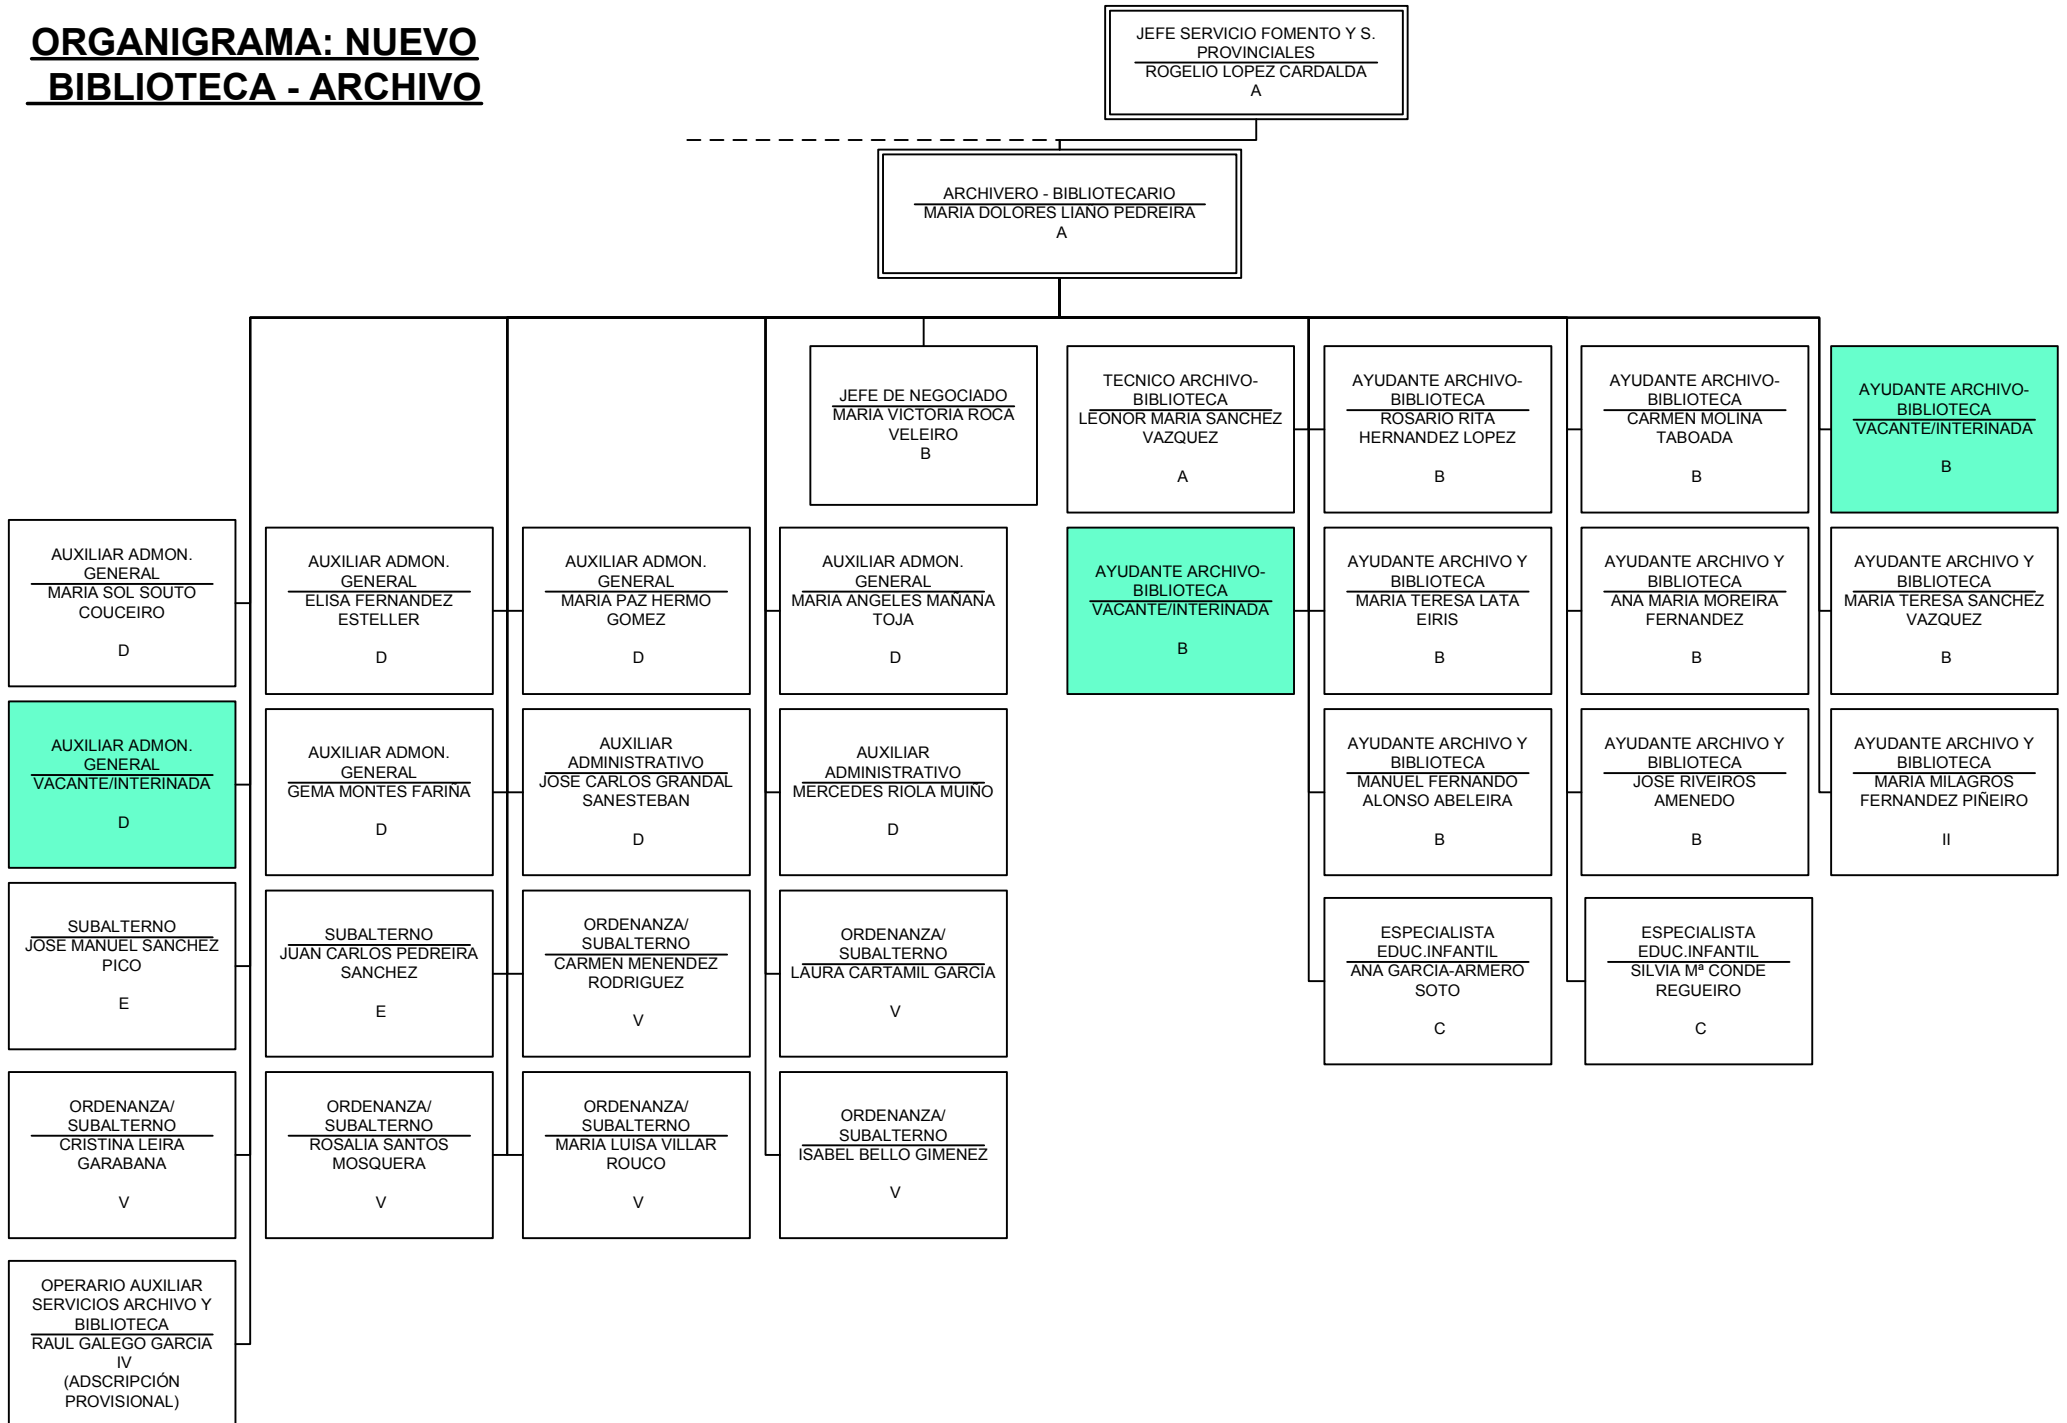 ORGANIGRAMA: NUEVO
BIBLIOTECA - ARCHIVO
JEFE SERVICIO FOMENTO Y S.
PROVINCIALES
ROGELIO LOPEZ CARDALDA
A
ARCHIVERO - BIBLIOTECARIO
MARIA DOLORES LIAÑO PEDREIRA
A
JEFE DE NEGOCIADO
MARIA VICTORIA ROCA
VELEIRO
B
TECNICO ARCHIVO-
BIBLIOTECA
LEONOR MARIA SANCHEZ
VAZQUEZ
A
AYUDANTE ARCHIVO-
BIBLIOTECA
ROSARIO RITA
HERNANDEZ LOPEZ
B
AYUDANTE ARCHIVO-
BIBLIOTECA
CARMEN MOLINA
TABOADA
B
AYUDANTE ARCHIVO-
BIBLIOTECA
VACANTE/INTERINADA
B
AUXILIAR ADMON.
GENERAL
MARIA SOL SOUTO
COUCEIRO
D
AUXILIAR ADMON.
GENERAL
ELISA FERNANDEZ
ESTELLER
D
AUXILIAR ADMON.
GENERAL
MARIA PAZ HERMO
GOMEZ
D
AUXILIAR ADMON.
GENERAL
MARIA ANGELES MAÑANA
TOJA
D
AYUDANTE ARCHIVO-
BIBLIOTECA
VACANTE/INTERINADA
B
AYUDANTE ARCHIVO Y
BIBLIOTECA
MARIA TERESA LATA
EIRIS
B
AYUDANTE ARCHIVO Y
BIBLIOTECA
ANA MARIA MOREIRA
FERNANDEZ
B
AYUDANTE ARCHIVO Y
BIBLIOTECA
MARIA TERESA SANCHEZ
VAZQUEZ
B
AUXILIAR ADMON.
GENERAL
VACANTE/INTERINADA
D
AUXILIAR ADMON.
GENERAL
GEMA MONTES FARIÑA
D
AUXILIAR
ADMINISTRATIVO
JOSE CARLOS GRANDAL
SANESTEBAN
D
AUXILIAR
ADMINISTRATIVO
MERCEDES RIOLA MUIÑO
D
AYUDANTE ARCHIVO Y
BIBLIOTECA
MANUEL FERNANDO
ALONSO ABELEIRA
B
AYUDANTE ARCHIVO Y
BIBLIOTECA
JOSE RIVEIROS
AMENEDO
B
AYUDANTE ARCHIVO Y
BIBLIOTECA
MARIA MILAGROS
FERNANDEZ PIÑEIRO
II
SUBALTERNO
JOSE MANUEL SANCHEZ
PICO
E
SUBALTERNO
JUAN CARLOS PEDREIRA
SANCHEZ
E
ORDENANZA/
SUBALTERNO
CARMEN MENENDEZ
RODRIGUEZ
V
ORDENANZA/
SUBALTERNO
LAURA CARTAMIL GARCÍA
V
ESPECIALISTA
EDUC.INFANTIL
ANA GARCIA-ARMERO
SOTO
C
ESPECIALISTA
EDUC.INFANTIL
SILVIA Mª CONDE
REGUEIRO
C
ORDENANZA/
SUBALTERNO
CRISTINA LEIRA
GARABANA
V
ORDENANZA/
SUBALTERNO
ROSALIA SANTOS
MOSQUERA
V
ORDENANZA/
SUBALTERNO
MARIA LUISA VILLAR
ROUCO
V
ORDENANZA/
SUBALTERNO
ISABEL BELLO GIMENEZ
V
OPERARIO AUXILIAR
SERVICIOS ARCHIVO Y
BIBLIOTECA
RAUL GALEGO GARCIA
IV
(ADSCRIPCIÓN
PROVISIONAL)